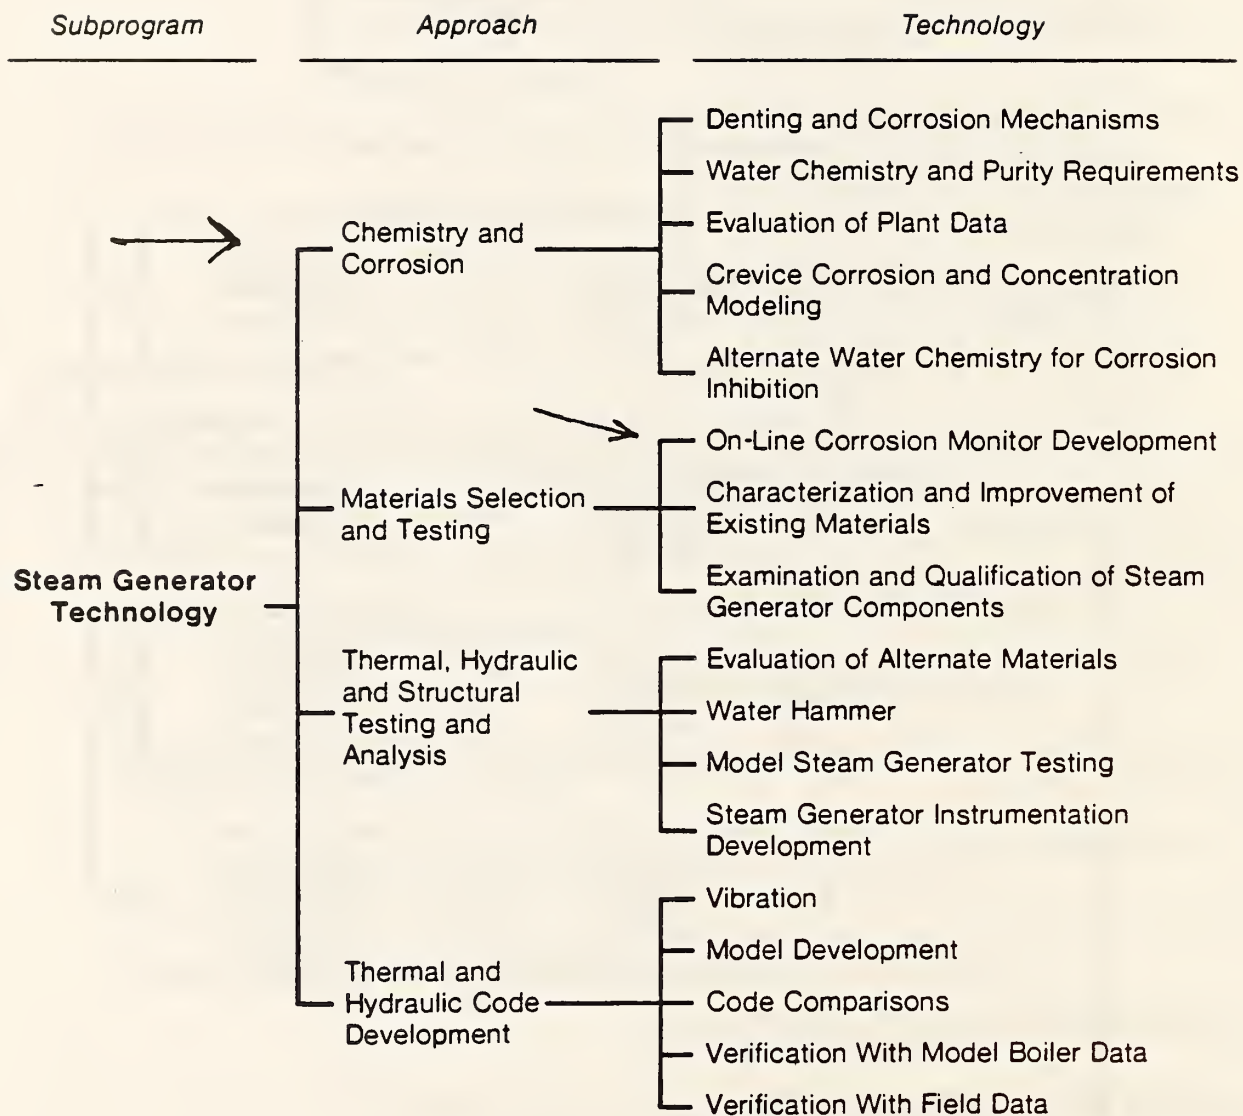 Subprogram
Approach
Technology
Steam Generator
Technology
Chemistry and
Corrosion
Denting and Corrosion Mechanisms
Water Chemistry and Purity Requirements
Evaluation of Plant Data
Crevice Corrosion and Concentration
Modeling
Alternate Water Chemistry for Corrosion
Inhibition
Materials Selection
and Testing
On-Line Corrosion Monitor Development
Characterization and Improvement of
Existing Materials
Examination and Qualification of Steam
Generator Components
Thermal, Hydraulic
and Structural
Testing and
Analysis
Evaluation of Alternate Materials
Water Hammer
Model Steam Generator Testing
Steam Generator Instrumentation
Development
Thermal and
Hydraulic Code
Development
Vibration
Model Development
Code Comparisons
Verification With Model Boiler Data
Verification With Field Data